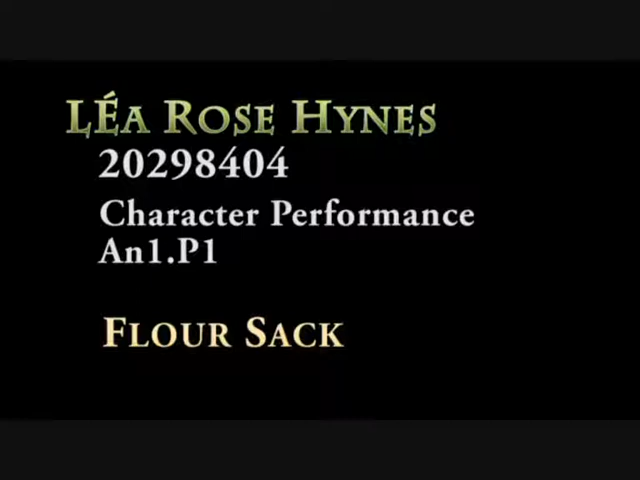 LÉa Rose Hynes
20298404
Character Performance
An1.P1
Flour Sack